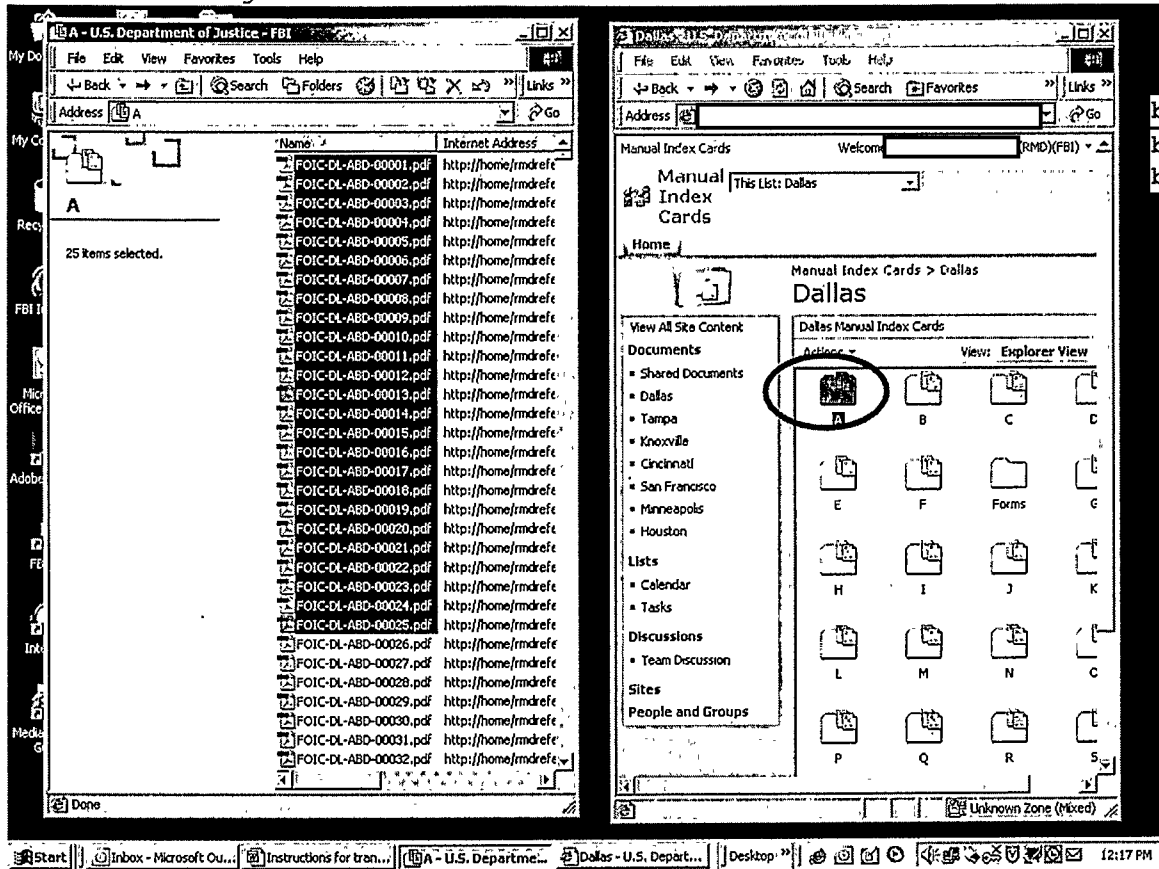 A - U.S. Department of Justice - FBI
File Edit View Favorites Tools Help
Back Search Folders Links
Address A Go
A
25 items selected.
Name Internet Address
FOIC-DL-ABD-00001.pdf http://home/rmdrefe
FOIC-DL-ABD-00002.pdf http://home/rmdrefe
FOIC-DL-ABD-00003.pdf http://home/rmdrefe
FOIC-DL-ABD-00004.pdf http://home/rmdrefe
FOIC-DL-ABD-00005.pdf http://home/rmdrefe
FOIC-DL-ABD-00006.pdf http://home/rmdrefe
FOIC-DL-ABD-00007.pdf http://home/rmdrefe
FOIC-DL-ABD-00008.pdf http://home/rmdrefe
FOIC-DL-ABD-00009.pdf http://home/rmdrefe
FOIC-DL-ABD-00010.pdf http://home/rmdrefe
FOIC-DL-ABD-00011.pdf http://home/rmdrefe
FOIC-DL-ABD-00012.pdf http://home/rmdrefe
FOIC-DL-ABD-00013.pdf http://home/rmdrefe
FOIC-DL-ABD-00014.pdf http://home/rmdrefe
FOIC-DL-ABD-00015.pdf http://home/rmdrefe
FOIC-DL-ABD-00016.pdf http://home/rmdrefe
FOIC-DL-ABD-00017.pdf http://home/rmdrefe
FOIC-DL-ABD-00018.pdf http://home/rmdrefe
FOIC-DL-ABD-00019.pdf http://home/rmdrefe
FOIC-DL-ABD-00020.pdf http://home/rmdrefe
FOIC-DL-ABD-00021.pdf http://home/rmdrefe
FOIC-DL-ABD-00022.pdf http://home/rmdrefe
FOIC-DL-ABD-00023.pdf http://home/rmdrefe
FOIC-DL-ABD-00024.pdf http://home/rmdrefe
FOIC-DL-ABD-00025.pdf http://home/rmdrefe
FOIC-DL-ABD-00026.pdf http://home/rmdrefe
FOIC-DL-ABD-00027.pdf http://home/rmdrefe
FOIC-DL-ABD-00028.pdf http://home/rmdrefe
FOIC-DL-ABD-00029.pdf http://home/rmdrefe
FOIC-DL-ABD-00030.pdf http://home/rmdrefe
FOIC-DL-ABD-00031.pdf http://home/rmdrefe
FOIC-DL-ABD-00032.pdf http://home/rmdrefe
Done
Dallas - U.S.
File Edit View Favorites Tools Help
Back Search Favorites Links
Address Go
Manual Index Cards Welcome (RMD)(FBI)
Manual Index Cards
This List: Dallas
Home
Manual Index Cards > Dallas
Dallas
View All Site Content
Documents
Shared Documents
Dallas
Tampa
Knoxville
Cincinnati
San Francisco
Minneapolis
Houston
Lists
Calendar
Tasks
Discussions
Team Discussion
Sites
People and Groups
Dallas Manual Index Cards
Actions View: Explorer View
A B C D
E F Forms G
H I J K
L M N O
P Q R S
Unknown Zone (Mixed)
Start Inbox - Microsoft Ou... Instructions for tran... A - U.S. Departme... Dallas - U.S. Depart... Desktop 12:17 PM